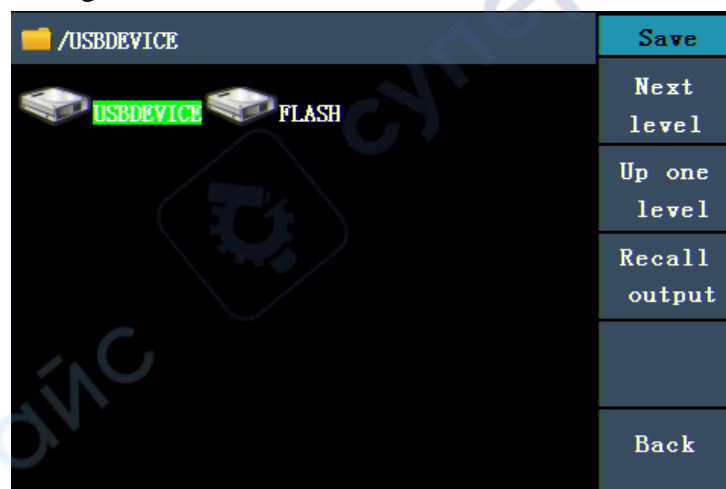 /USBDEVICE
USBDEVICE
FLASH
Save
Next
level
Up one
level
Recall
output
Back